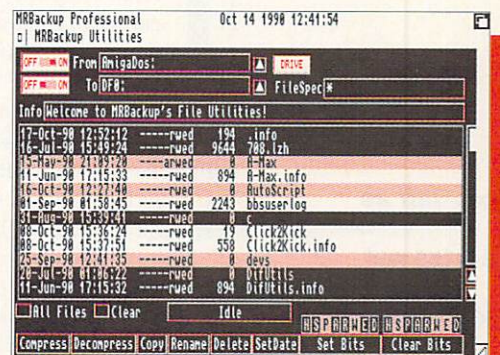 MRBackup Professional Oct 14 1990 12:41:54
MRBackup Utilities
OFF ON From AmigaDos: DRIVE
OFF ON To DF0: FileSpec *
Info Welcome to MRBackup's File Utilities!
17-Oct-90 12:52:12 -----rwed 194 .info
16-Jul-90 15:49:24 -----rwed 9644 708.lzh
15-May-90 21:09:20 ----arwed 0 A-Max
11-Jun-90 17:15:33 -----rwed 894 A-Max.info
16-Oct-90 12:27:40 -----rwed 0 AutoScript
01-Sep-90 01:58:45 -----rwed 2243 bbsuserlog
31-Aug-90 15:39:41 -----rwed 0 c
08-Oct-90 15:36:24 -----rwed 19 Click2Kick
08-Oct-90 15:37:51 -----rwed 558 Click2Kick.info
25-Sep-90 12:41:35 -----rwed 0 devs
20-Jul-90 01:06:22 -----rwed 0 DifUtils
11-Jun-90 17:15:32 -----rwed 894 DifUtils.info
All Files Clear Idle HSPARWED HSPARWED
Compress Decompress Copy Rename Delete SetDate Set Bits Clear Bits